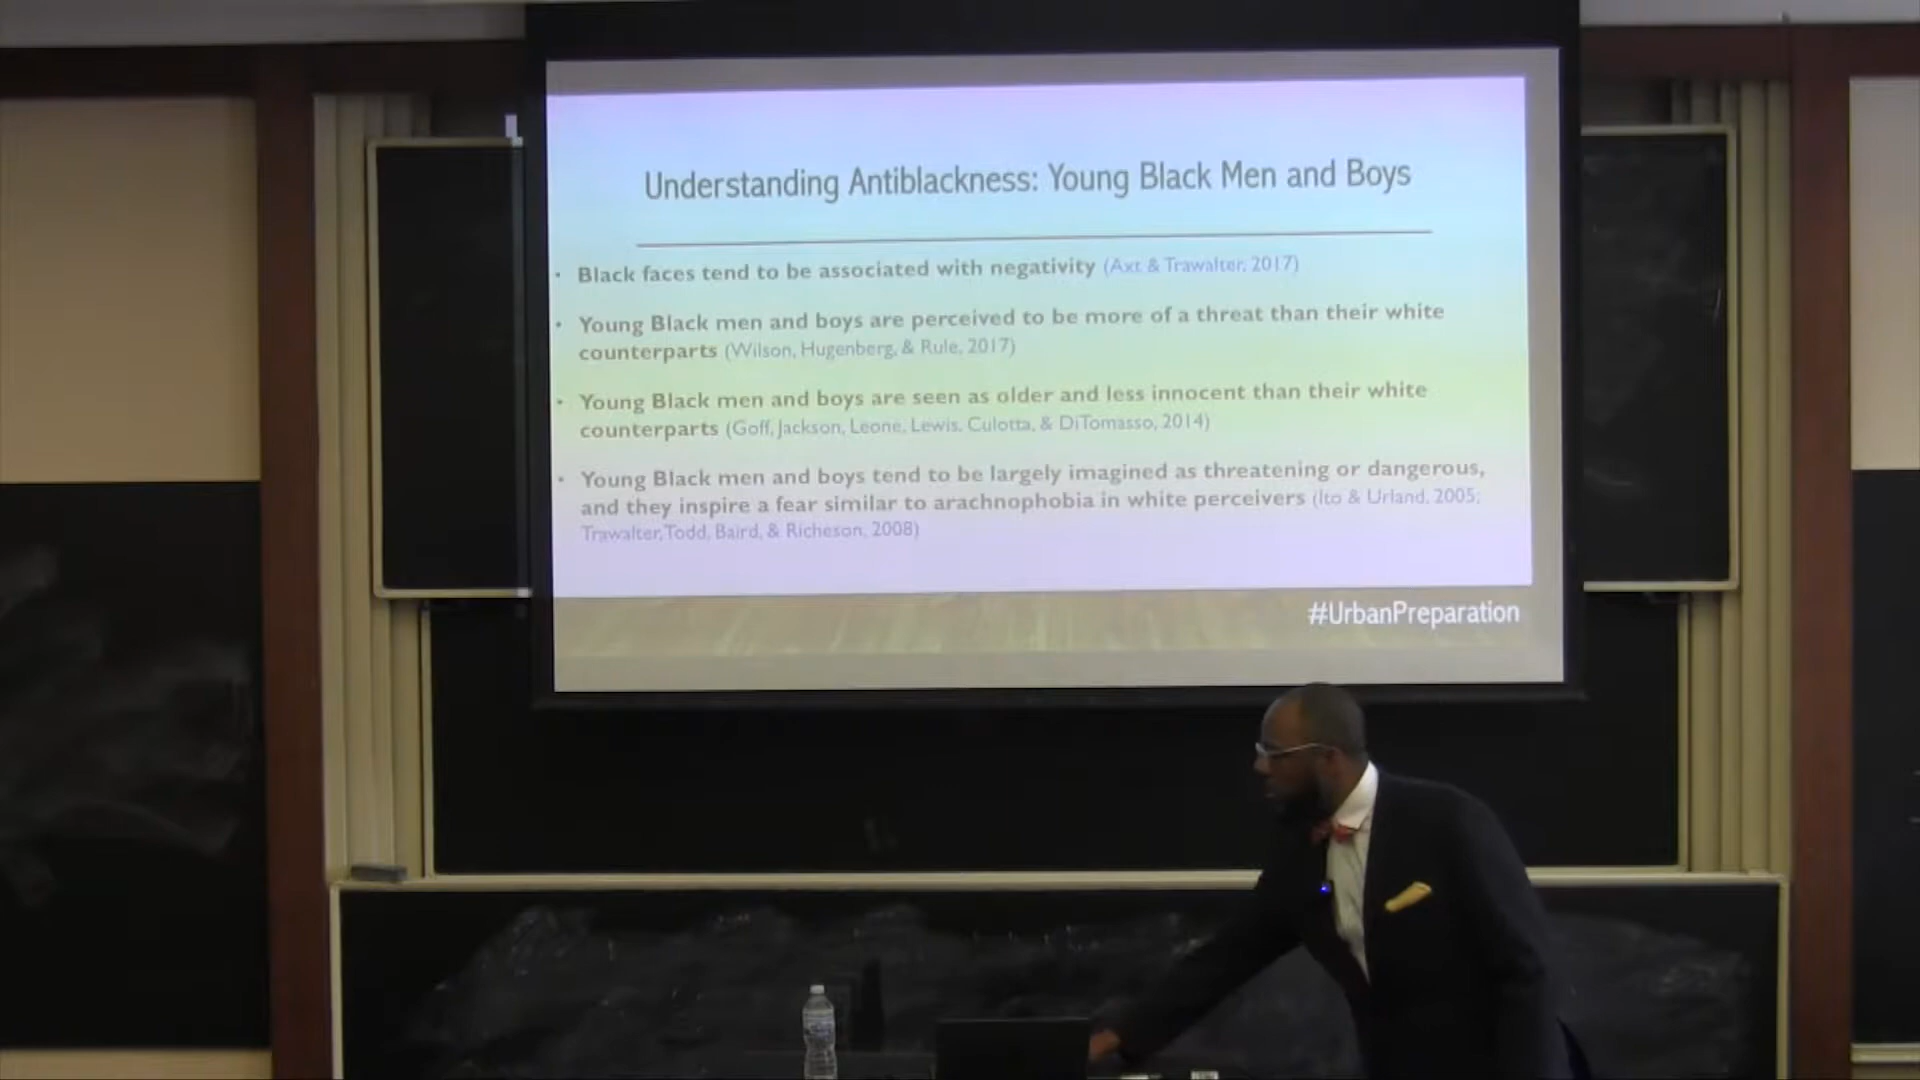 Understanding Antiblackness: Young Black Men and Boys
• Black faces tend to be associated with negativity (Axt & Trawalter, 2017)
• Young Black men and boys are perceived to be more of a threat than their white
counterparts (Wilson, Hugenberg, & Rule, 2017)
• Young Black men and boys are seen as older and less innocent than their white
counterparts (Goff, Jackson, Leone, Lewis, Culotta, & DiTomasso, 2014)
• Young Black men and boys tend to be largely imagined as threatening or dangerous,
and they inspire a fear similar to arachnophobia in white perceivers (Ito & Urland, 2005;
Trawalter, Todd, Baird, & Richeson, 2008)
#UrbanPreparation